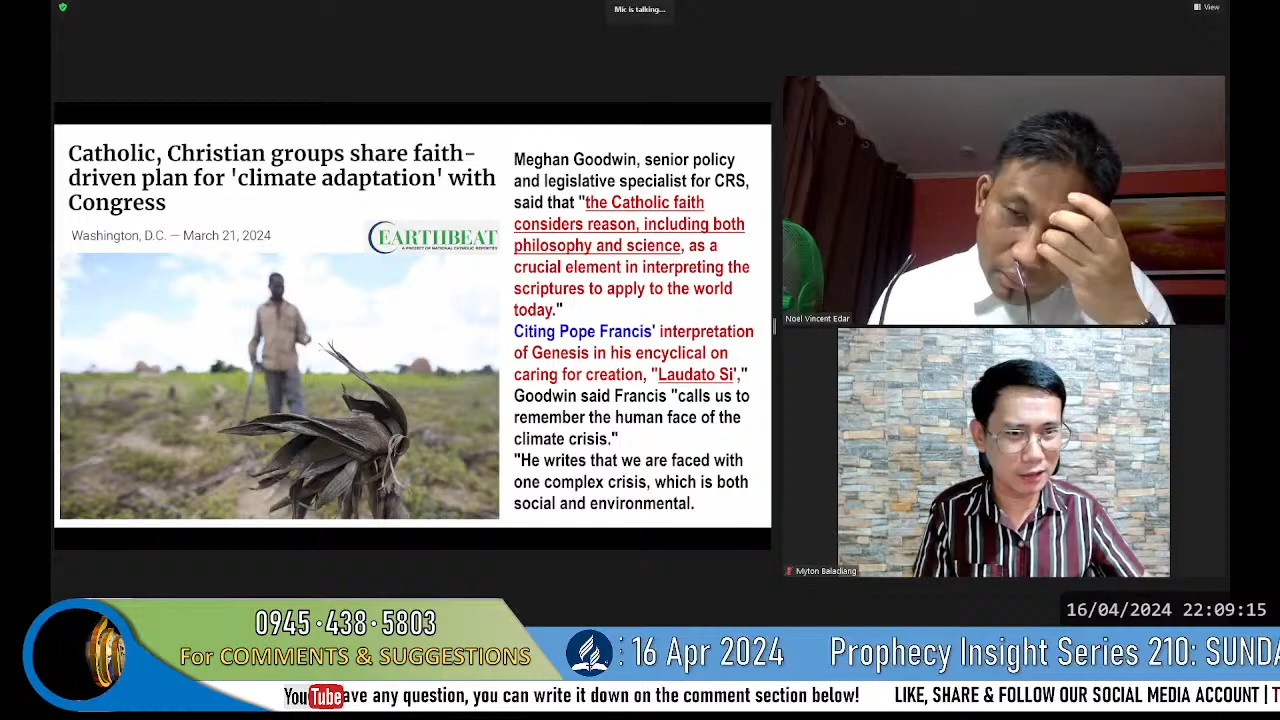 Mic is talking...
View
Catholic, Christian groups share faith-
driven plan for 'climate adaptation' with
Congress
Washington, D.C. — March 21, 2024
EARTHBEAT
A PROJECT OF NATIONAL CATHOLIC REPORTER
Meghan Goodwin, senior policy
and legislative specialist for CRS,
said that "the Catholic faith
considers reason, including both
philosophy and science, as a
crucial element in interpreting the
scriptures to apply to the world
today."
Citing Pope Francis' interpretation
of Genesis in his encyclical on
caring for creation, "Laudato Si',"
Goodwin said Francis "calls us to
remember the human face of the
climate crisis."
"He writes that we are faced with
one complex crisis, which is both
social and environmental.
Noel Vincent Edar
Myton Baladjang
16/04/2024 22:09:15
0945·438·5803
For COMMENTS & SUGGESTIONS
: 16 Apr 2024 Prophecy Insight Series 210: SUNDA
YouTube
ave any question, you can write it down on the comment section below! LIKE, SHARE & FOLLOW OUR SOCIAL MEDIA ACCOUNT | T